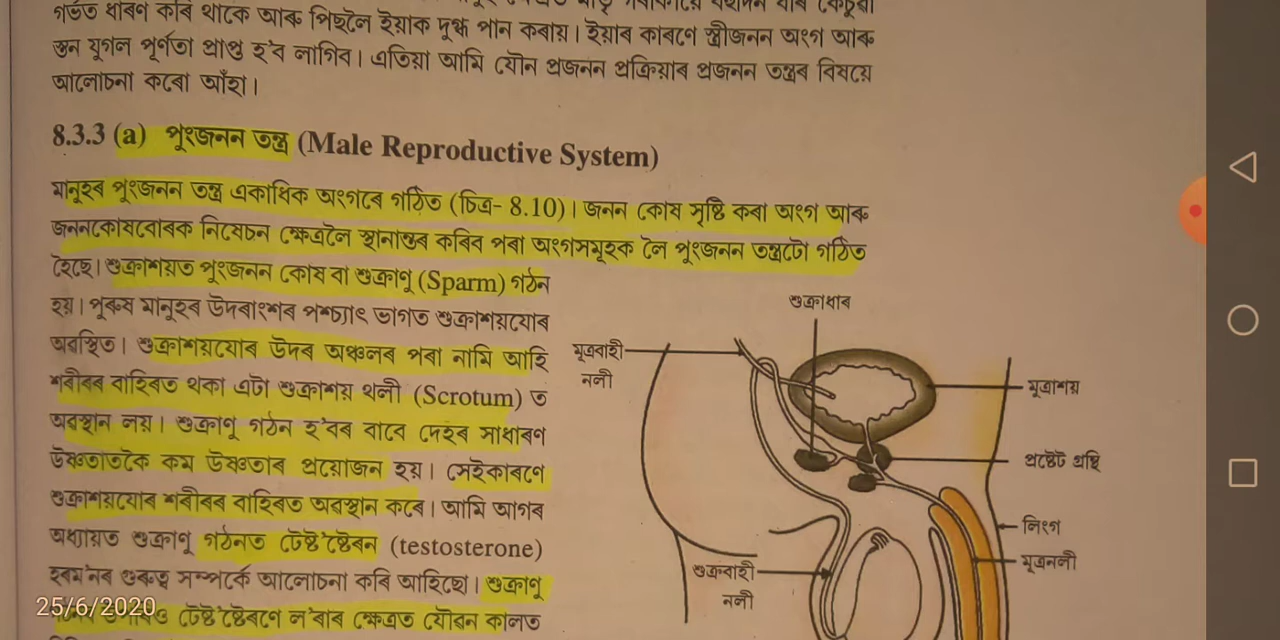 গৰ্ভত ধাৰণ কৰি থাকে আৰু পিছলৈ ইয়াক দুগ্ধ পান কৰায়। ইয়াৰ কাৰণে স্ত্ৰীজনন অংগ আৰু
স্তন যুগল পূৰ্ণতা প্ৰাপ্ত হ'ব লাগিব। এতিয়া আমি যৌন প্ৰজনন প্ৰক্ৰিয়াৰ প্ৰজনন তন্ত্ৰৰ বিষয়ে
আলোচনা কৰো আঁহা।
8.3.3 (a) পুংজনন তন্ত্ৰ (Male Reproductive System)
মানুহৰ পুংজনন তন্ত্ৰ একাধিক অংগৰে গঠিত (চিত্ৰ- 8.10)। জনন কোষ সৃষ্টি কৰা অংগ আৰু
জননকোষবোৰক নিষেচন ক্ষেত্ৰলৈ স্থানান্তৰ কৰিব পৰা অংগসমূহক লৈ পুংজনন তন্ত্ৰটো গঠিত
হৈছে। শুক্ৰাশয়ত পুংজনন কোষ বা শুক্ৰাণু (Sparm) গঠন
হয়। পুৰুষ মানুহৰ উদৰাংশৰ পশ্চাৎ ভাগত শুক্ৰাশয়যোৰ
অৱস্থিত। শুক্ৰাশয়যোৰ উদৰ অঞ্চলৰ পৰা নামি আহি
শৰীৰৰ বাহিৰত থকা এটা শুক্ৰাশয় থলী (Scrotum) ত
অৱস্থান লয়। শুক্ৰাণু গঠন হ'বৰ বাবে দেহৰ সাধাৰণ
উষ্ণতাতকৈ কম উষ্ণতাৰ প্ৰয়োজন হয়। সেইকাৰণে
শুক্ৰাশয়যোৰ শৰীৰৰ বাহিৰত অৱস্থান কৰে। আমি আগৰ
অধ্যায়ত শুক্ৰাণু গঠনত টেষ্ট'ষ্টেৰন (testosterone)
হৰম'নৰ গুৰুত্ব সম্পৰ্কে আলোচনা কৰি আহিছো। শুক্ৰাণু
টেষ্ট'ষ্টেৰণে ল'ৰাৰ ক্ষেত্ৰত যৌৱন কালত
শুক্ৰাধাৰ
মূত্ৰবাহী
নলী
মূত্ৰাশয়
প্ৰষ্টেট গ্ৰন্থি
লিংগ
মূত্ৰনলী
শুক্ৰবাহী
নলী
25/6/2020